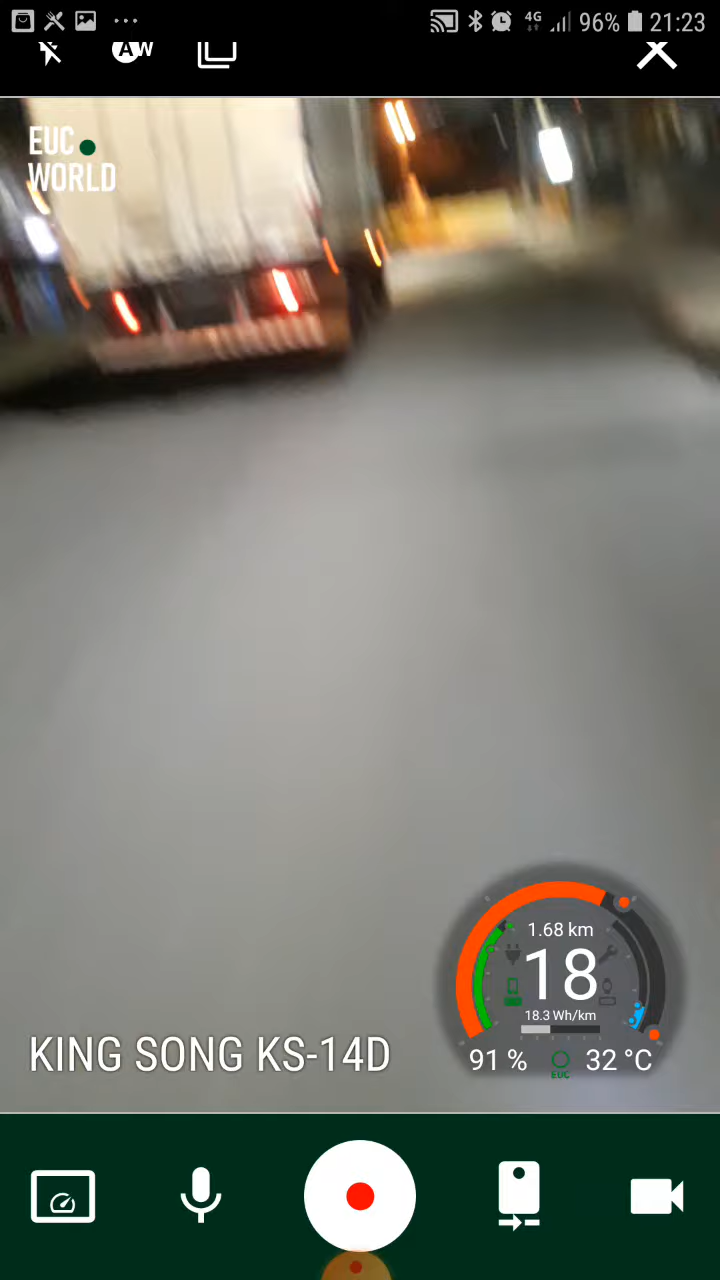 4G 96% 21:23
AW
EUC
WORLD
1.68 km
18
18.3 Wh/km
91 % 32 °C
EUC
KING SONG KS-14D